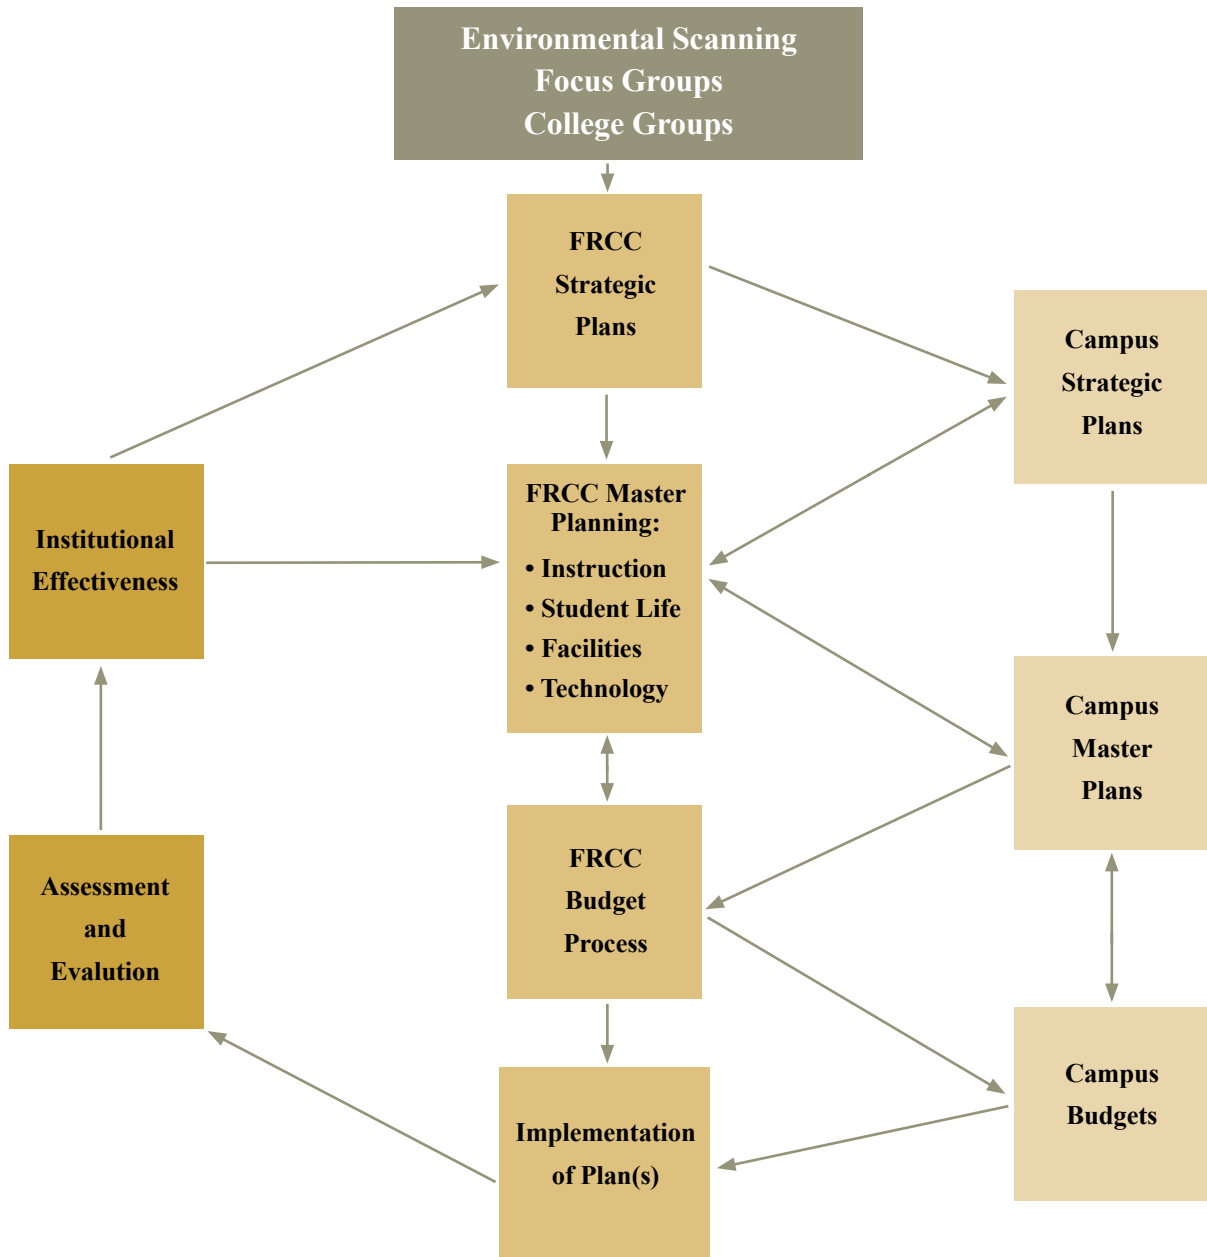 Environmental Scanning
Focus Groups
College Groups
FRCC
Strategic
Plans
Campus
Strategic
Plans
FRCC Master
Planning:
• Instruction
• Student Life
• Facilities
• Technology
Institutional
Effectiveness
Campus
Master
Plans
FRCC
Budget
Process
Assessment
and
Evalution
Campus
Budgets
Implementation
of Plan(s)